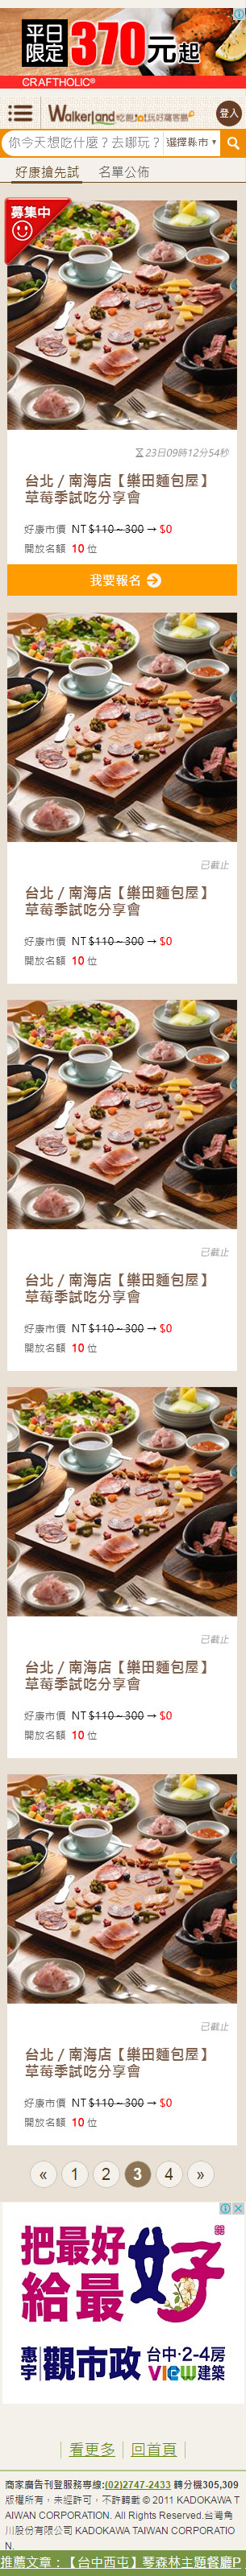 平日
限定 370元起
CRAFTHOLIC®
Walkerland 吃飽hot玩好窩客島
登入
你今天想吃什麼？去哪玩？ 選擇縣市
好康搶先試 名單公佈
募集中
23日09時12分54秒
台北 / 南海店【樂田麵包屋】
草莓季試吃分享會
好康市價 NT $110~300 → $0
開放名額 10 位
我要報名
已截止
台北 / 南海店【樂田麵包屋】
草莓季試吃分享會
好康市價 NT $110~300 → $0
開放名額 10 位
已截止
台北 / 南海店【樂田麵包屋】
草莓季試吃分享會
好康市價 NT $110~300 → $0
開放名額 10 位
已截止
台北 / 南海店【樂田麵包屋】
草莓季試吃分享會
好康市價 NT $110~300 → $0
開放名額 10 位
已截止
台北 / 南海店【樂田麵包屋】
草莓季試吃分享會
好康市價 NT $110~300 → $0
開放名額 10 位
« 1 2 3 4 »
把最好
給最好
惠宇 觀市政 台中·2-4房
view建築
看更多 回首頁
商家廣告刊登服務專線:(02)2747-2433 轉分機305,309
版權所有，未經許可，不許轉載 © 2011 KADOKAWA T
AIWAN CORPORATION. All Rights Reserved.台灣角
川股份有限公司 KADOKAWA TAIWAN CORPORATIO
N.
推薦文章：【台中西屯】琴森林主題餐廳P